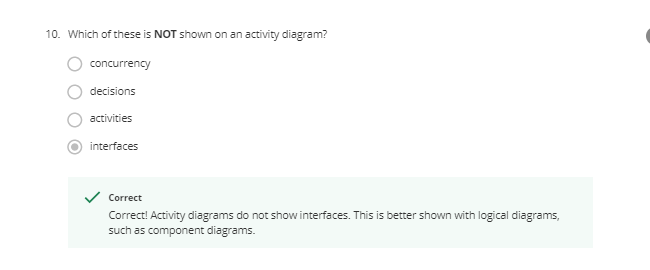 10. Which of these is NOT shown on an activity diagram?
concurrency
decisions
activities
interfaces
Correct
Correct! Activity diagrams do not show interfaces. This is better shown with logical diagrams,
such as component diagrams.